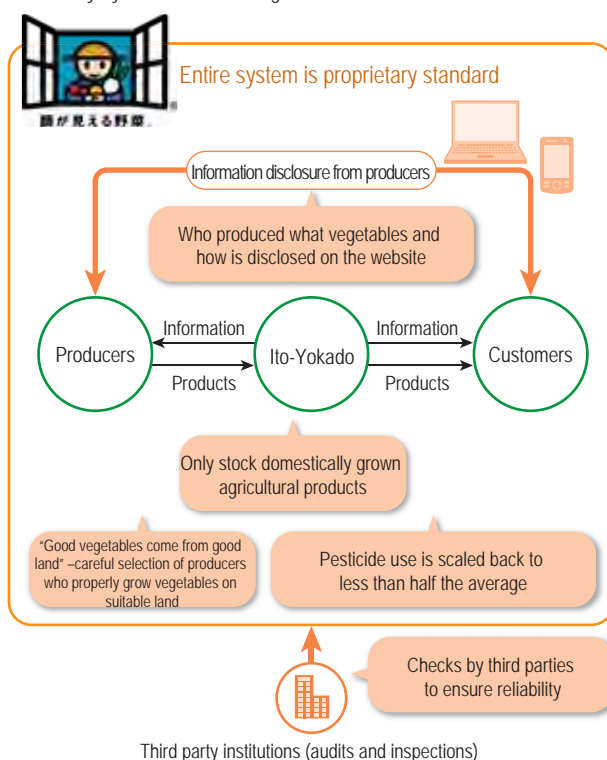 Entire system is proprietary standard
顔が見える野菜。
®
Information disclosure from producers
Who produced what vegetables and
how is disclosed on the website
Information
Information
Producers
Ito-Yokado
Customers
Products
Products
Only stock domestically grown
agricultural products
"Good vegetables come from good
land" –careful selection of producers
who properly grow vegetables on
suitable land
Pesticide use is scaled back to
less than half the average
Checks by third parties
to ensure reliability
Third party institutions (audits and inspections)